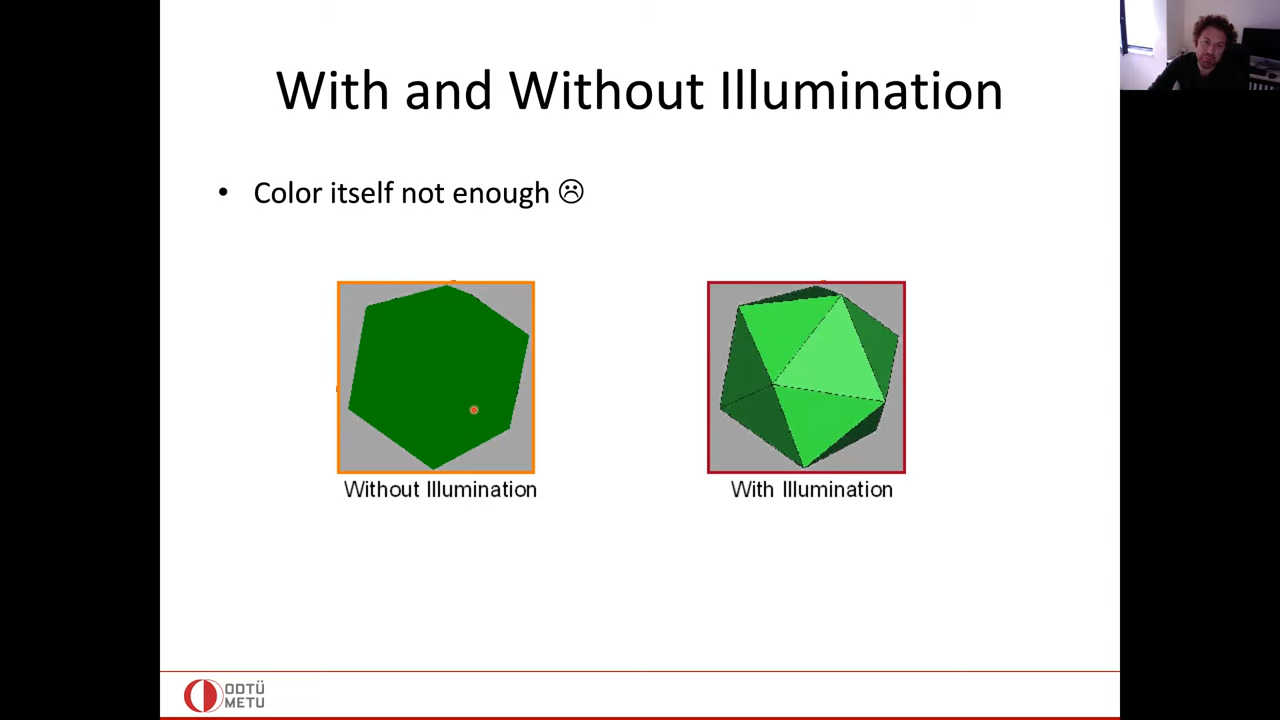 With and Without Illumination
• Color itself not enough ☹
Without Illumination
With Illumination
ODTÜ
METU